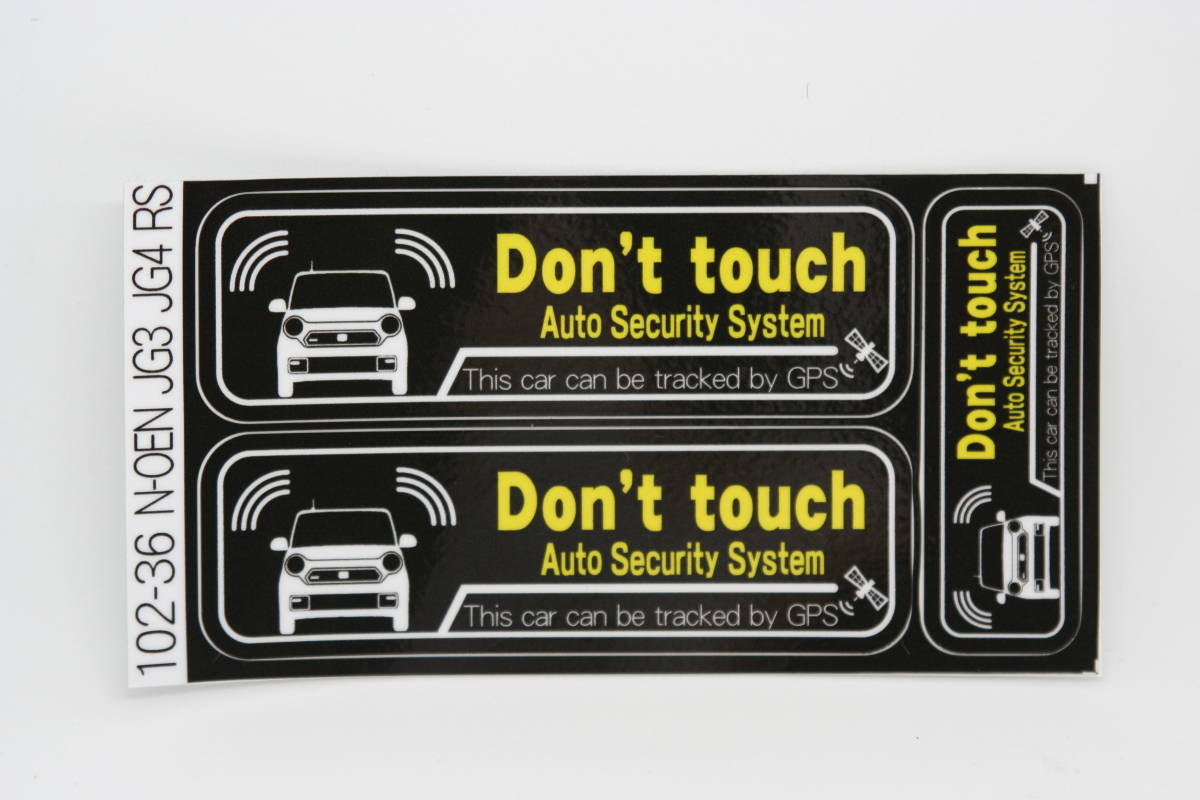 102-36 N-OEN JG3 JG4 RS
Don't touch
Auto Security System
This car can be tracked by GPS
Don't touch
Auto Security System
This car can be tracked by GPS
Don't touch
Auto Security System
This car can be tracked by GPS